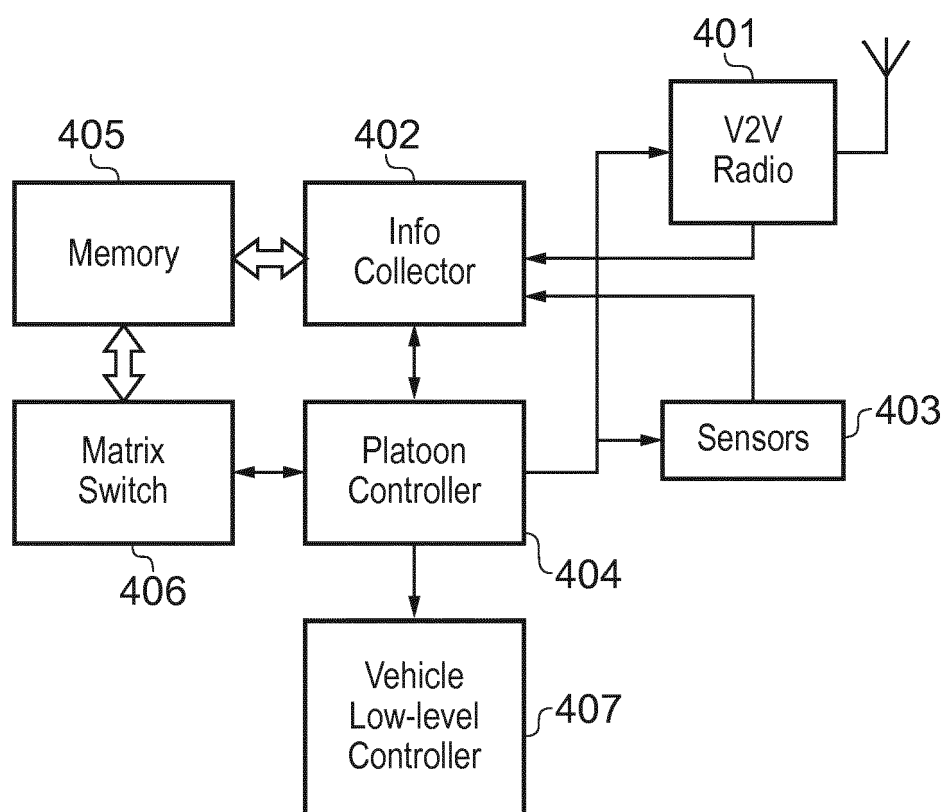 401
V2V
Radio
405
Memory
402
Info
Collector
Matrix
Switch
406
Platoon
Controller
404
Sensors
403
Vehicle
Low-level
Controller
407